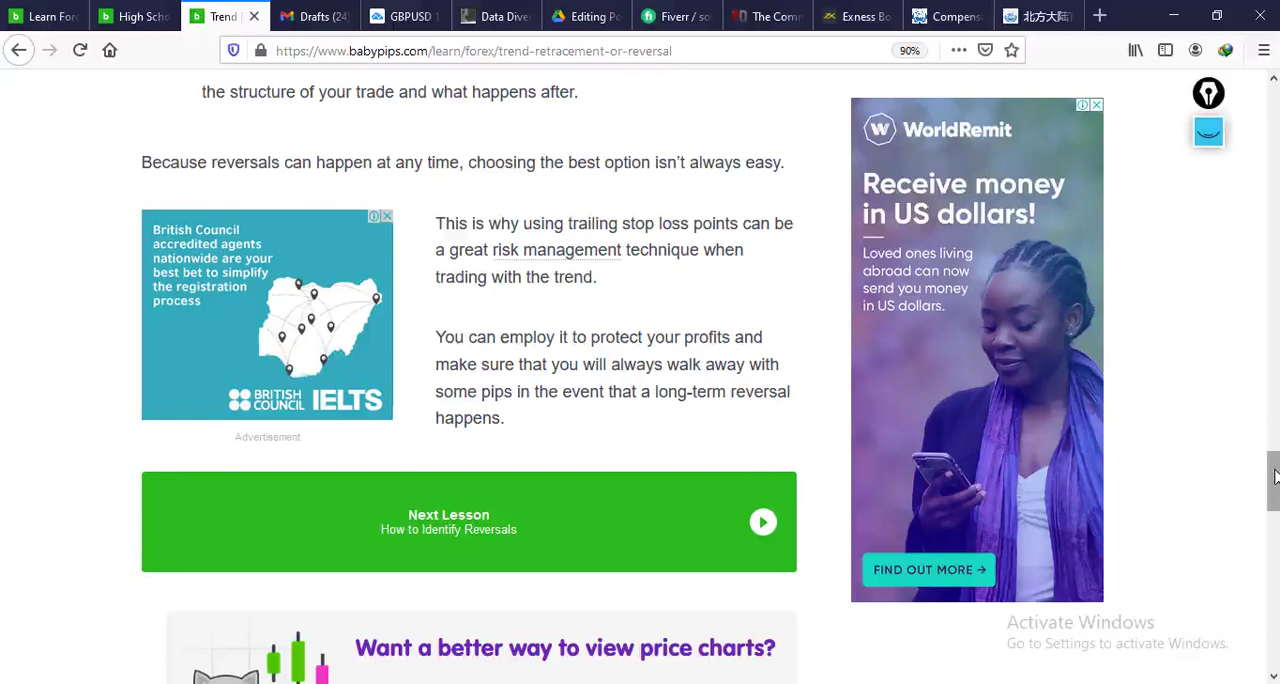 Learn For
High Scho
Trend
Drafts (24
GBPUSD 1
Data Dive
Editing Po
Fiverr / so
The Com
Exness Bo
Compens
北方大陆
https://www.babypips.com/learn/forex/trend-retracement-or-reversal
90%
the structure of your trade and what happens after.
Because reversals can happen at any time, choosing the best option isn't always easy.
British Council
accredited agents
nationwide are your
best bet to simplify
the registration
process
BRITISH
COUNCIL
IELTS
Advertisement
This is why using trailing stop loss points can be
a great risk management technique when
trading with the trend.
You can employ it to protect your profits and
make sure that you will always walk away with
some pips in the event that a long-term reversal
happens.
Next Lesson
How to Identify Reversals
Want a better way to view price charts?
W WorldRemit
Receive money
in US dollars!
Loved ones living
abroad can now
send you money
in US dollars.
FIND OUT MORE →
Activate Windows
Go to Settings to activate Windows.